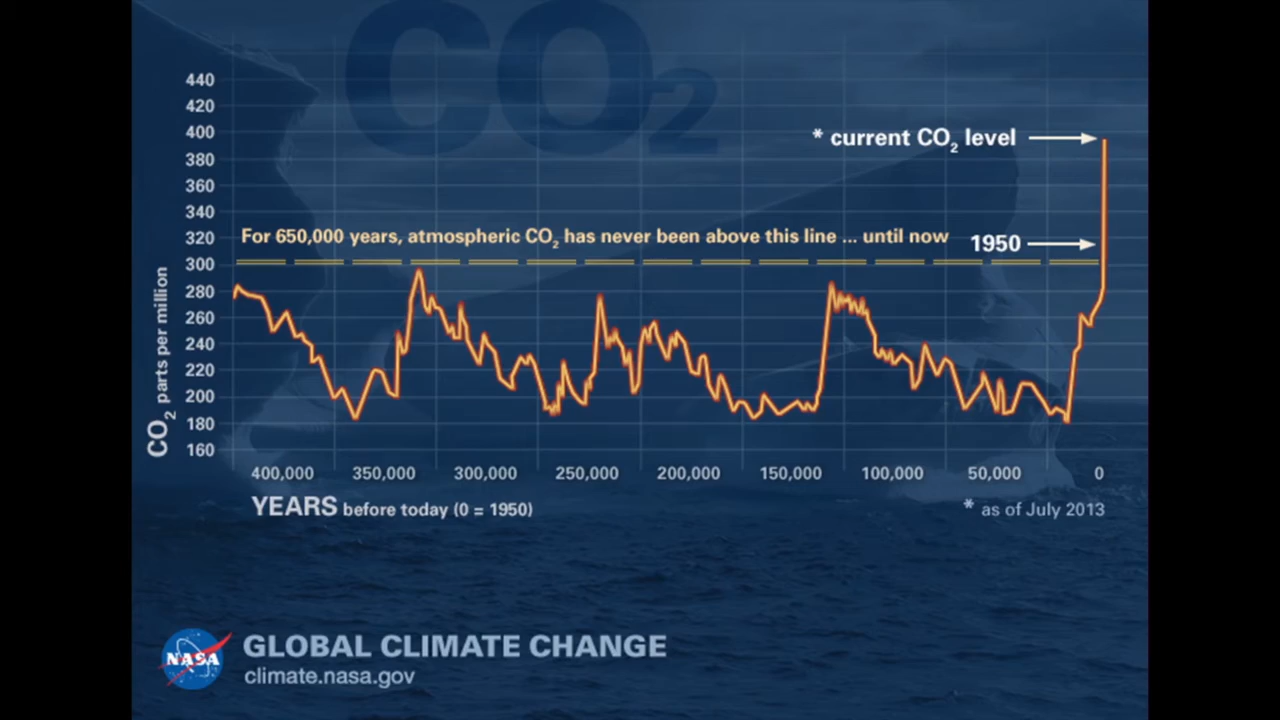 CO2
440
420
400
380
360
340
320
300
280
260
240
220
200
180
160
CO2 parts per million
* current CO2 level
For 650,000 years, atmospheric CO2 has never been above this line ... until now
1950
400,000 350,000 300,000 250,000 200,000 150,000 100,000 50,000 0
YEARS before today (0 = 1950)
* as of July 2013
NASA
GLOBAL CLIMATE CHANGE
climate.nasa.gov